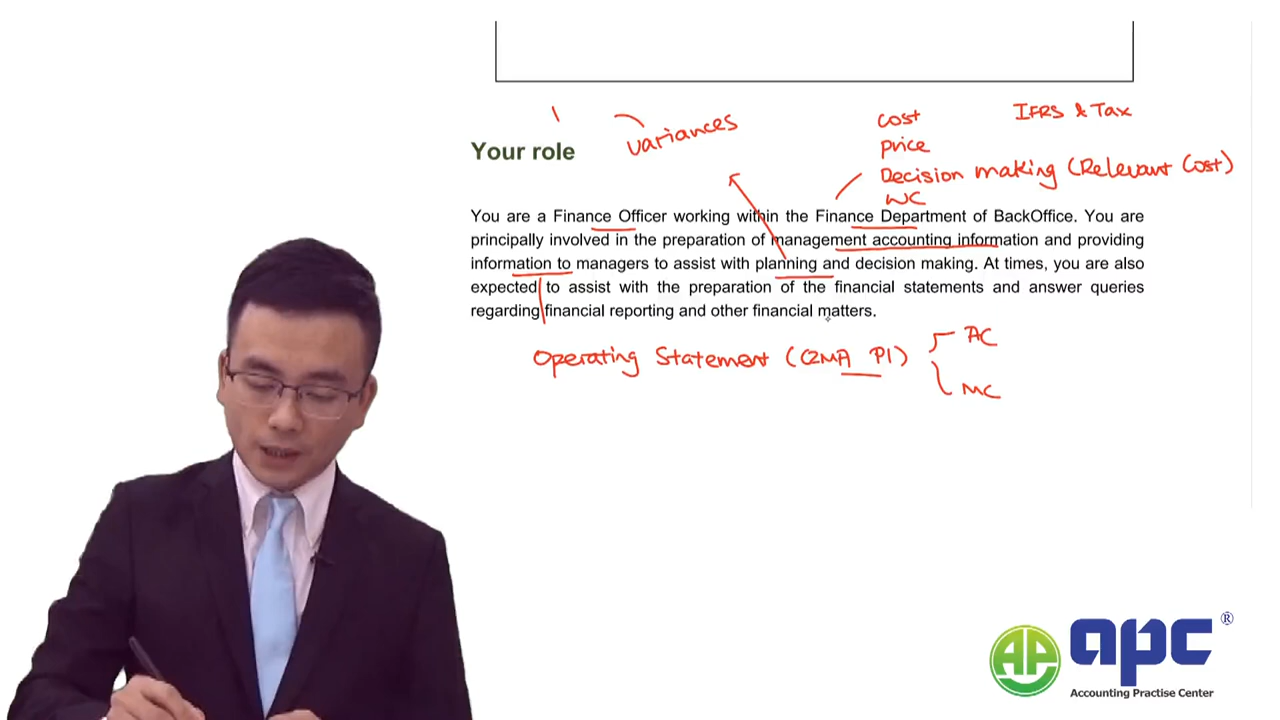 IFRS & Tax
cost
variances
price
Your role
Decision making (Relevant Cost)
WC
You are a Finance Officer working within the Finance Department of BackOffice. You are
principally involved in the preparation of management accounting information and providing
information to managers to assist with planning and decision making. At times, you are also
expected to assist with the preparation of the financial statements and answer queries
regarding financial reporting and other financial matters.
Operating Statement (CIMA P1)
AC
MC
AP
apc®
Accounting Practise Center